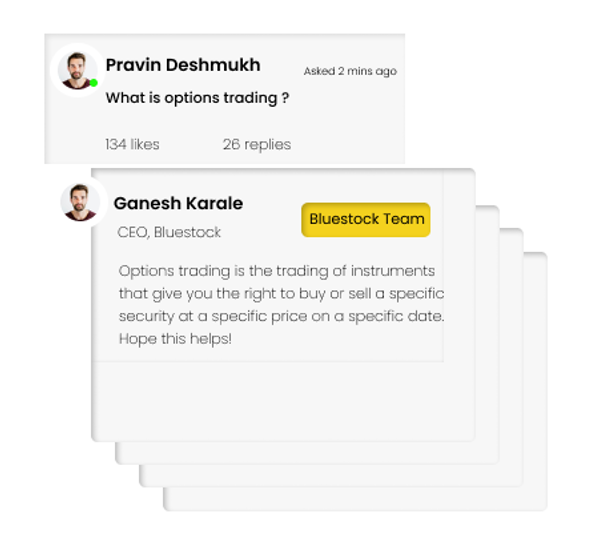 Pravin Deshmukh
Asked 2 mins ago
What is options trading ?
134 likes 26 replies
Ganesh Karale
Bluestock Team
CEO, Bluestock
Options trading is the trading of instruments
that give you the right to buy or sell a specific
security at a specific price on a specific date.
Hope this helps!